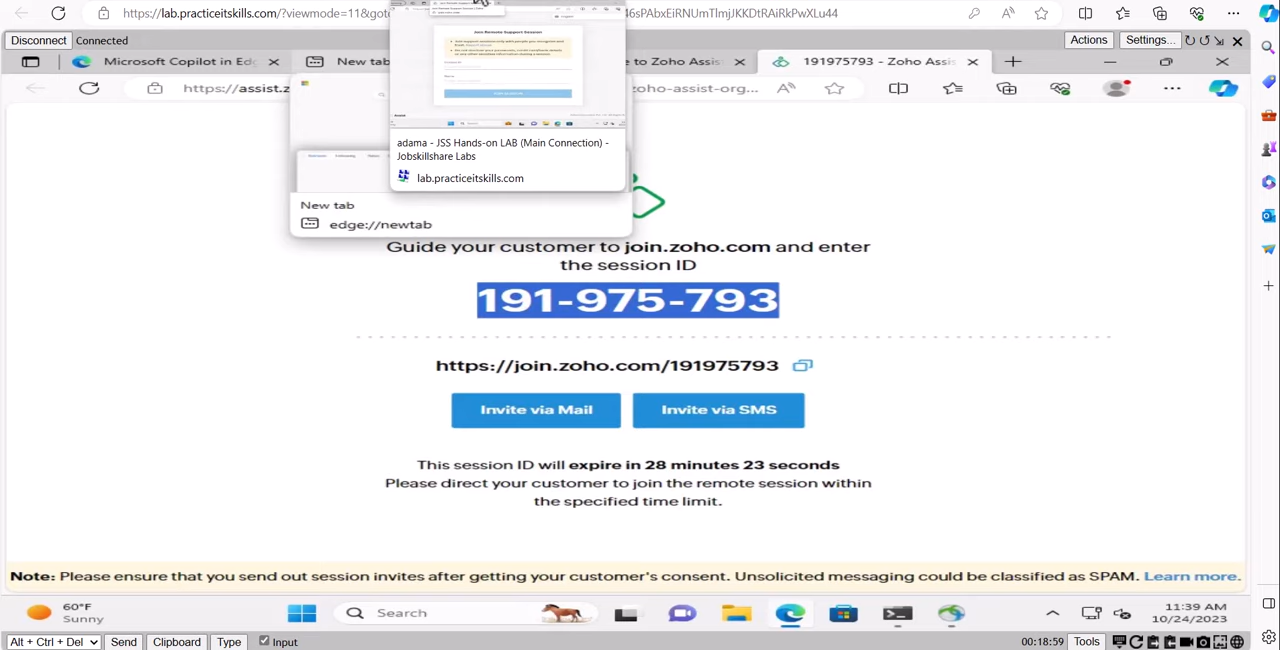 https://lab.practiceitskills.com/?viewmode=11&got
46sPAbxEiRNUmTlmjJKKDtRAiRkPwXLu44
Disconnect Connected
Actions Settings...
Microsoft Copilot in Ed
New tab
e to Zoho Assi
191975793 - Zoho Assis
https://assist.z
zoho-assist-org...
Join Remote Support Session
adama - JSS Hands-on LAB (Main Connection) -
Jobskillshare Labs
lab.practiceitskills.com
New tab
edge://newtab
Guide your customer to join.zoho.com and enter
the session ID
191-975-793
https://join.zoho.com/191975793
Invite via Mail Invite via SMS
This session ID will expire in 28 minutes 23 seconds
Please direct your customer to join the remote session within
the specified time limit.
Note: Please ensure that you send out session invites after getting your customer's consent. Unsolicited messaging could be classified as SPAM. Learn more.
60°F
Sunny
Search
11:39 AM
10/24/2023
Alt + Ctrl + Del Send Clipboard Type Input
00:18:59 Tools